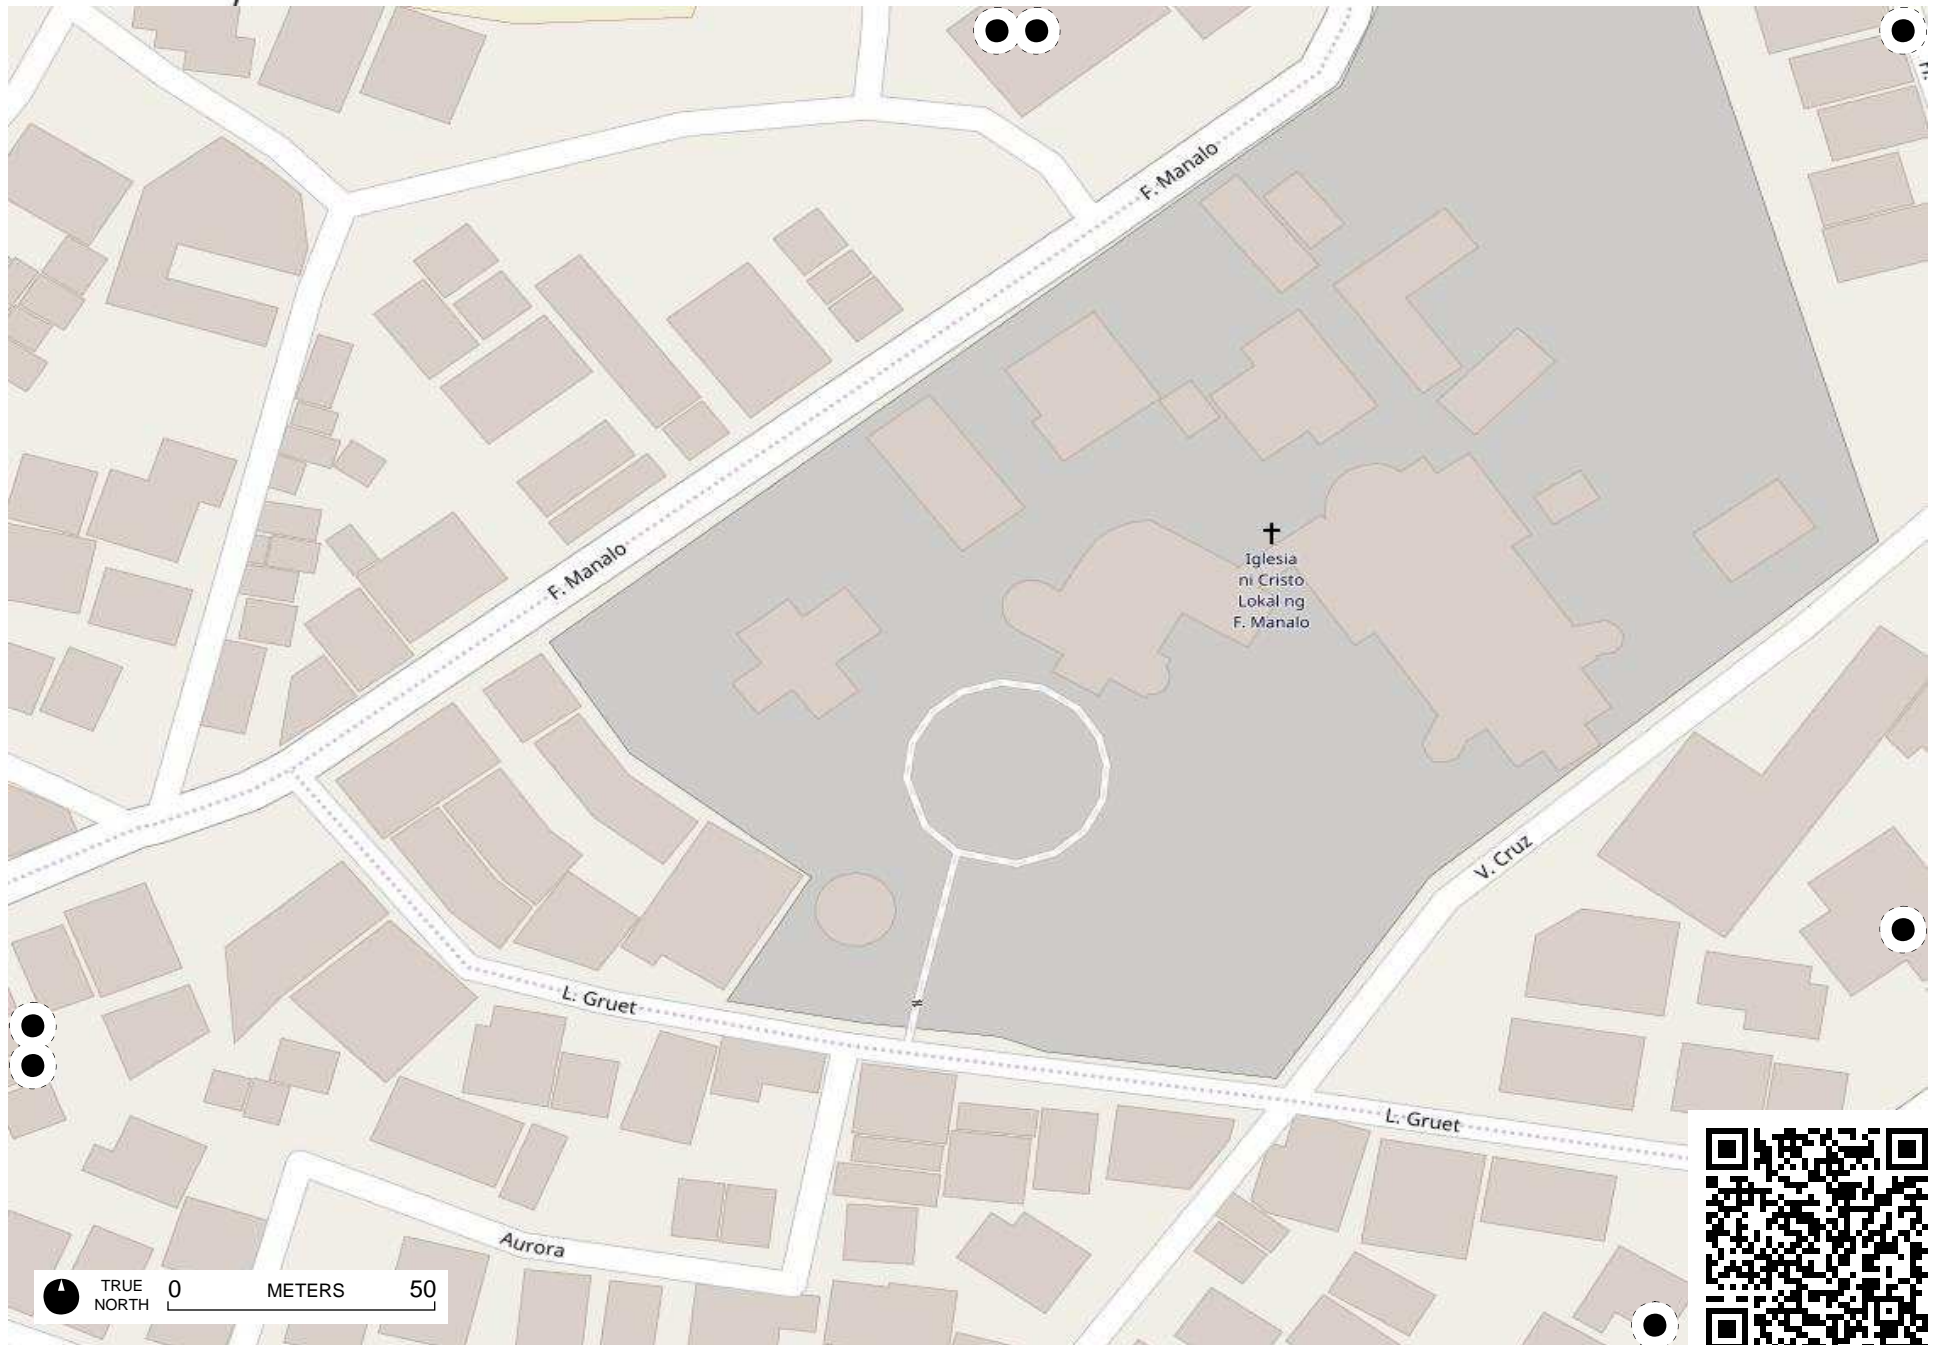 F. Manalo
F. Manalo
Iglesia
ni Cristo
Lokal ng
F. Manalo
V. Cruz
L. Gruet
L. Gruet
Aurora
TRUE
NORTH
0 METERS 50